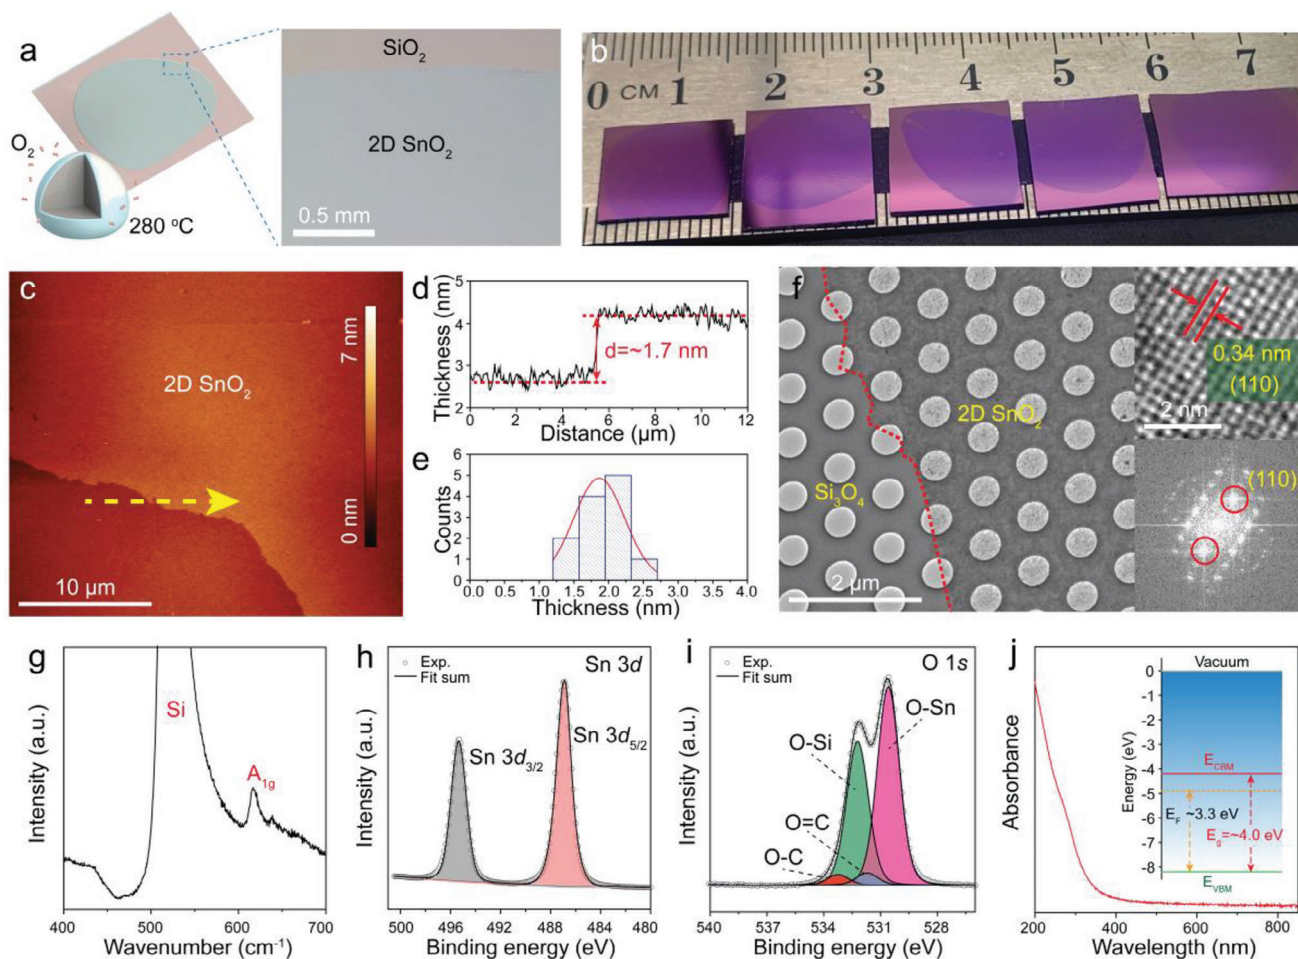 a
SiO2
2D SnO2
O2
280 °C
0.5 mm
b
0 CM 1 2 3 4 5 6 7
c
2D SnO2
7 nm
0 nm
10 µm
d
Thickness (nm)
5
4
3
2
d=~1.7 nm
0 2 4 6 8 10 12
Distance (µm)
e
Counts
6
5
4
3
2
1
0
0.0 0.5 1.0 1.5 2.0 2.5 3.0 3.5 4.0
Thickness (nm)
f
2D SnO2
Si3O4
2 µm
0.34 nm
(110)
2 nm
(110)
g
Intensity (a.u.)
Si
A1g
400 500 600 700
Wavenumber (cm-1)
h
Exp.
Fit sum
Sn 3d
Sn 3d3/2
Sn 3d5/2
Intensity (a.u.)
500 496 492 488 484 480
Binding energy (eV)
i
Exp.
Fit sum
O 1s
O-Sn
O-Si
O=C
O-C
Intensity (a.u.)
540 537 534 531 528
Binding energy (eV)
j
Absorbance
Vacuum
Energy (eV)
0
-1
-2
-3
-4
-5
-6
-7
-8
ECBM
EF ~3.3 eV
Eg=~4.0 eV
EVBM
200 400 600 800
Wavelength (nm)